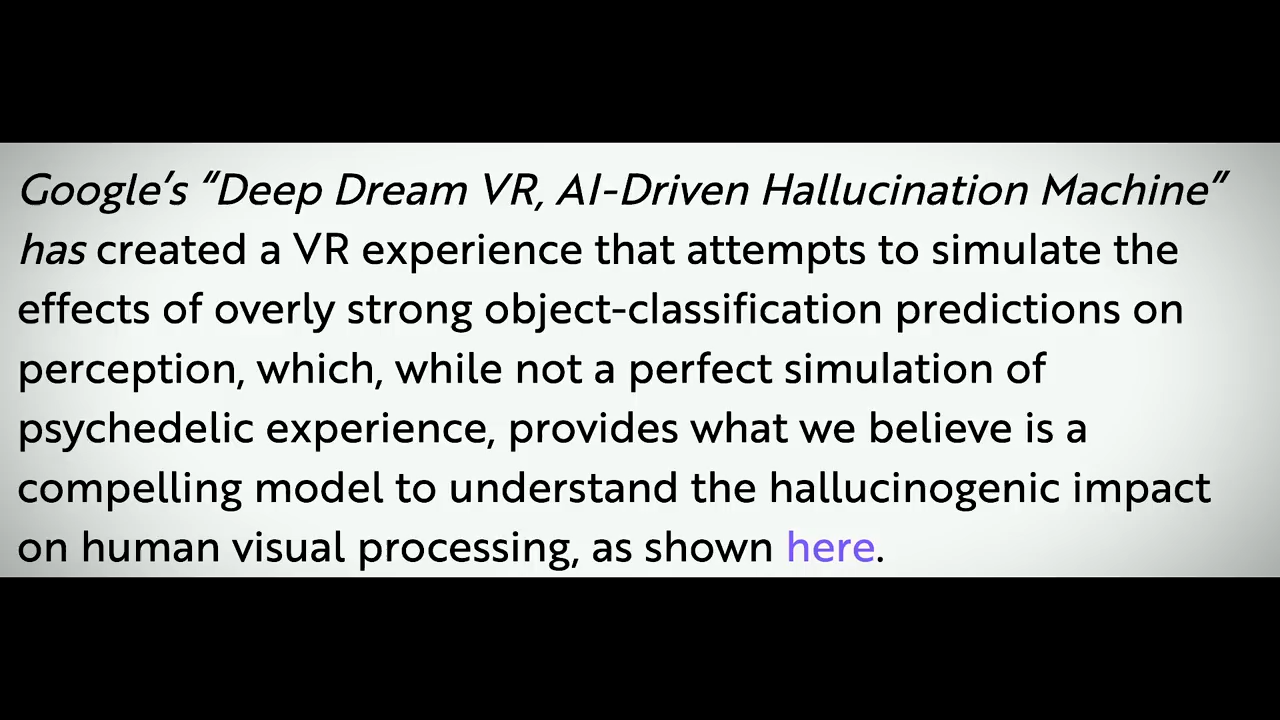 Google’s “Deep Dream VR, AI-Driven Hallucination Machine”
has created a VR experience that attempts to simulate the
effects of overly strong object-classification predictions on
perception, which, while not a perfect simulation of
psychedelic experience, provides what we believe is a
compelling model to understand the hallucinogenic impact
on human visual processing, as shown here.